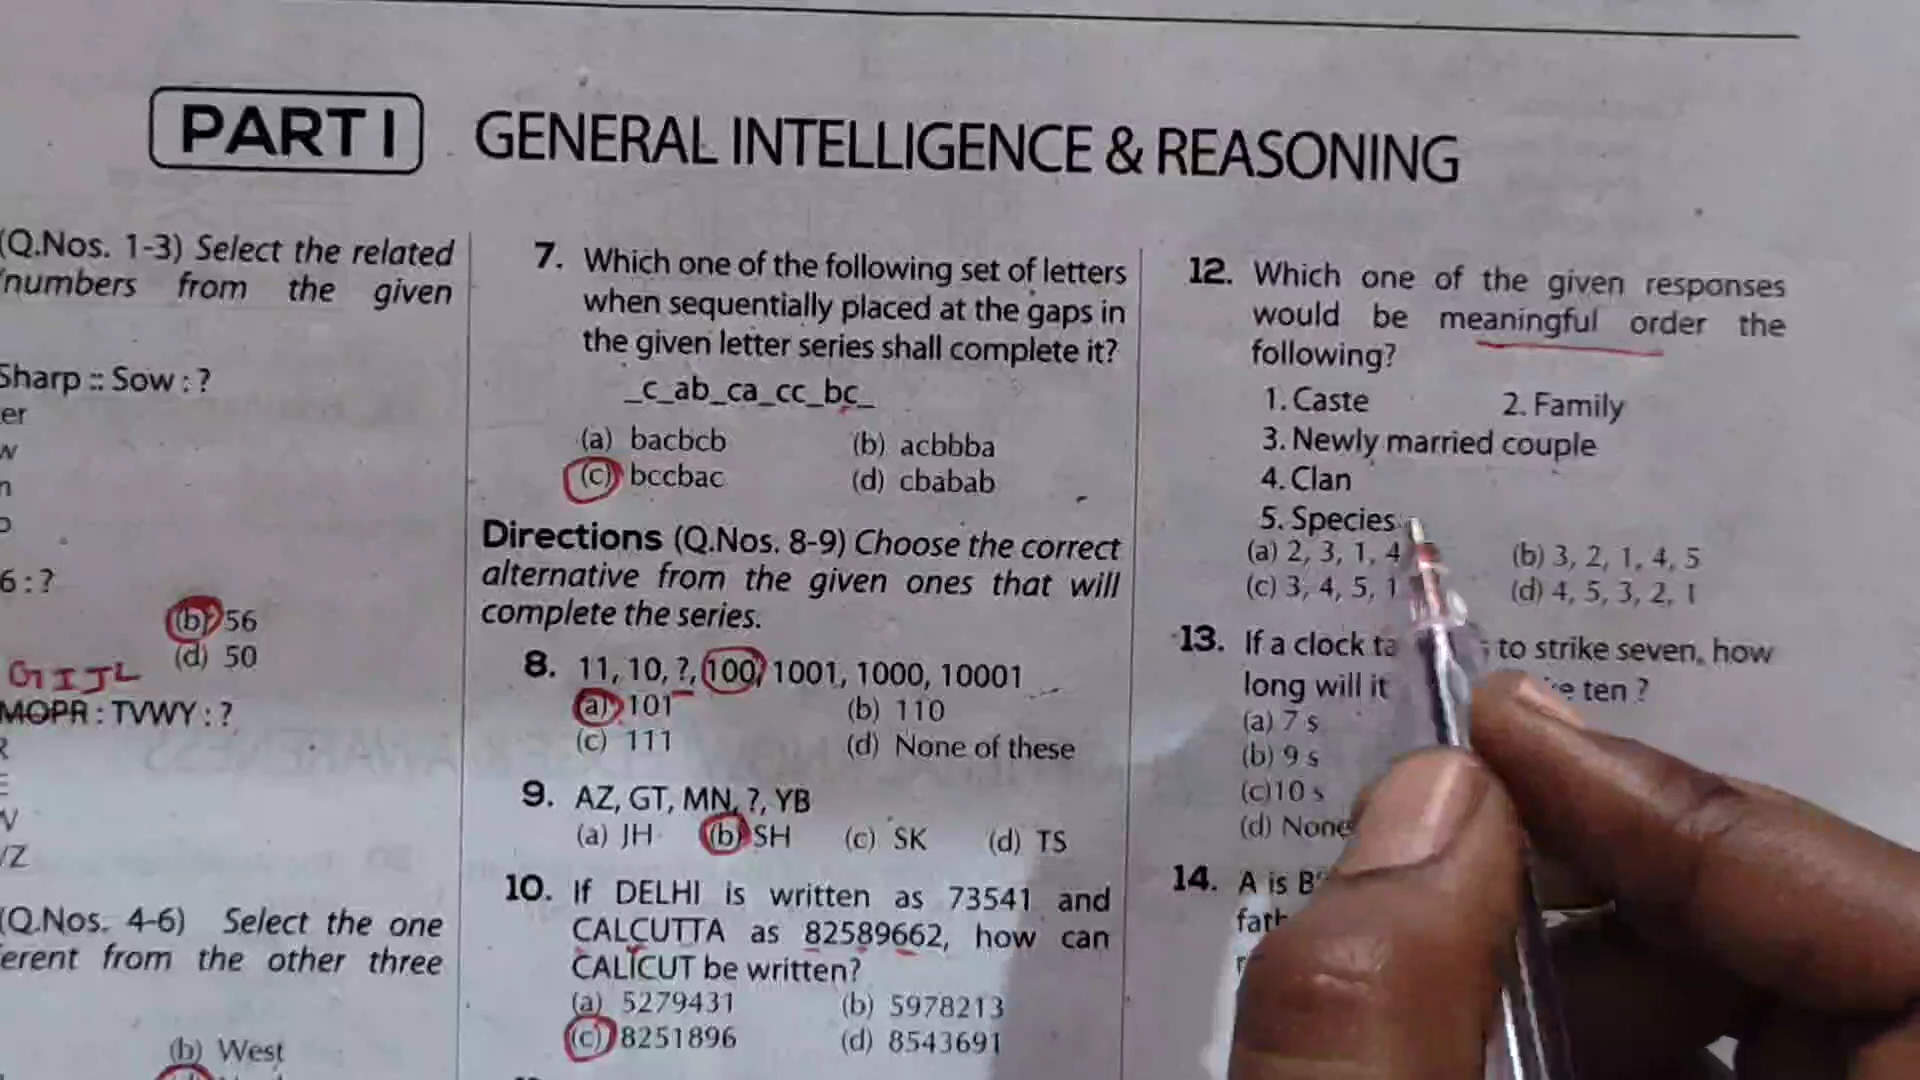 PART I GENERAL INTELLIGENCE & REASONING
(Q.Nos. 1-3) Select the related
numbers from the given
Sharp :: Sow : ?
er
w
n
6 : ?
(b) 56
(d) 50
GIJL
MOPR : TVWY : ?
R
E
V
VZ
(Q.Nos. 4-6) Select the one
erent from the other three
(b) West
7. Which one of the following set of letters
when sequentially placed at the gaps in
the given letter series shall complete it?
_c_ab_ca_cc_bc_
(a) bacbcb (b) acbbba
(c) bccbac (d) cbabab
Directions (Q.Nos. 8-9) Choose the correct
alternative from the given ones that will
complete the series.
8. 11, 10, ?, 100, 1001, 1000, 10001
(a) 101 (b) 110
(c) 111 (d) None of these
9. AZ, GT, MN, ?, YB
(a) JH (b) SH (c) SK (d) TS
10. If DELHI is written as 73541 and
CALCUTTA as 82589662, how can
CALICUT be written?
(a) 5279431 (b) 5978213
(c) 8251896 (d) 8543691
12. Which one of the given responses
would be meaningful order the
following?
1. Caste 2. Family
3. Newly married couple
4. Clan
5. Species
(a) 2, 3, 1, 4 (b) 3, 2, 1, 4, 5
(c) 3, 4, 5, 1 (d) 4, 5, 3, 2, 1
13. If a clock ta to strike seven, how
long will it ke ten ?
(a) 7 s
(b) 9 s
(c) 10 s
(d) None
14. A is B'
fath